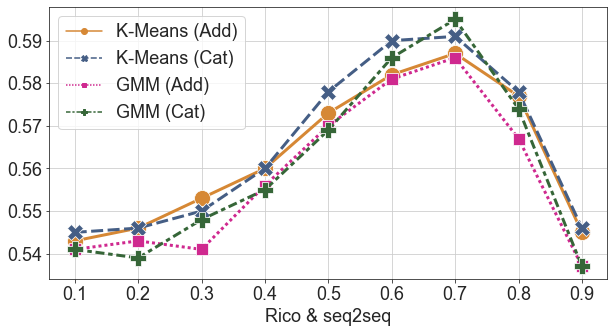 K-Means (Add)
K-Means (Cat)
GMM (Add)
GMM (Cat)
0.59
0.58
0.57
0.56
0.55
0.54
0.1 0.2 0.3 0.4 0.5 0.6 0.7 0.8 0.9
Rico & seq2seq